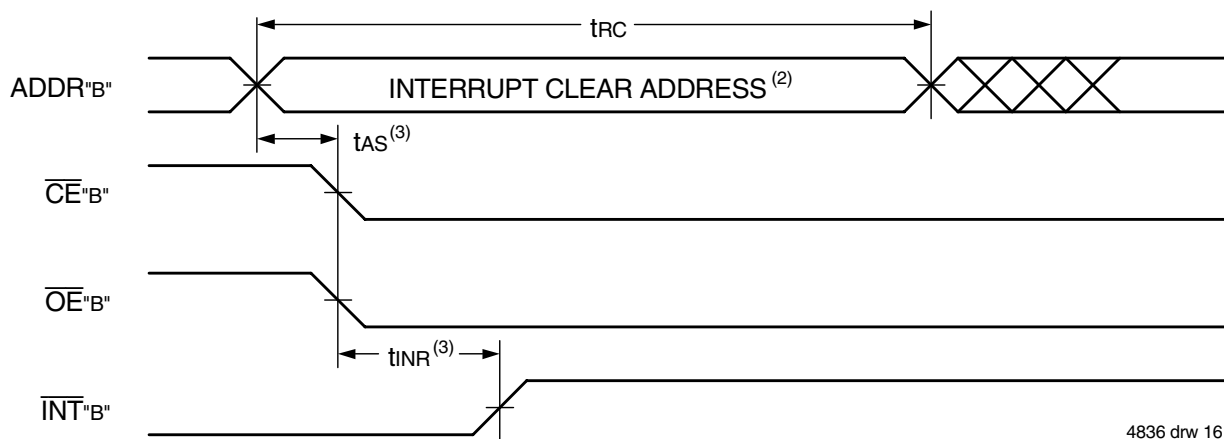 tRC
ADDR"B"
INTERRUPT CLEAR ADDRESS (2)
tAS(3)
CE"B"
OE"B"
tINR(3)
INT"B"
4836 drw 16